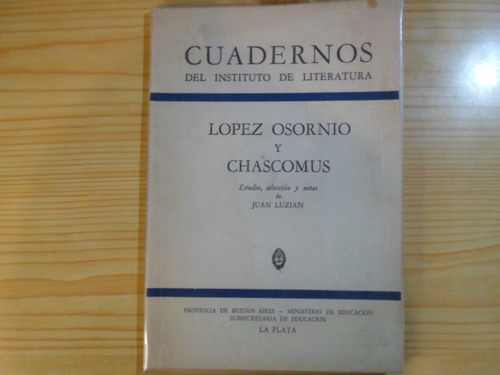 CUADERNOS
DEL INSTITUTO DE LITERATURA
LOPEZ OSORNIO
Y
CHASCOMUS
Estudio, selección y notas
de
JUAN LUZIAN
PROVINCIA DE BUENOS AIRES - MINISTERIO DE EDUCACION
SUBSECRETARIA DE EDUCACION
LA PLATA